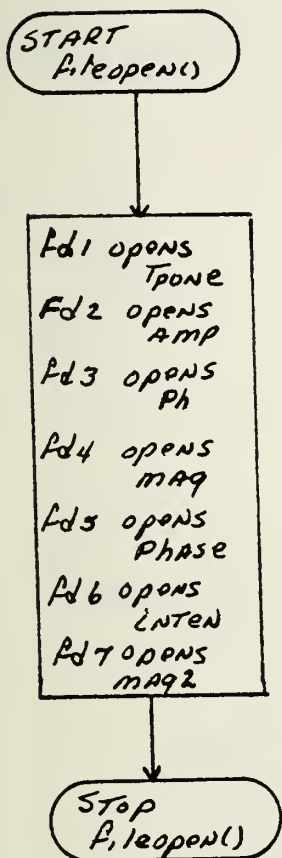 START
fileopen()
fd1 opens
Tpone
Fd2 opens
Amp
fd3 opens
Ph
fd4 opens
mag
fd5 opens
Phase
fd6 opens
inten
fd7 opens
mag2
STOP
fileopen()